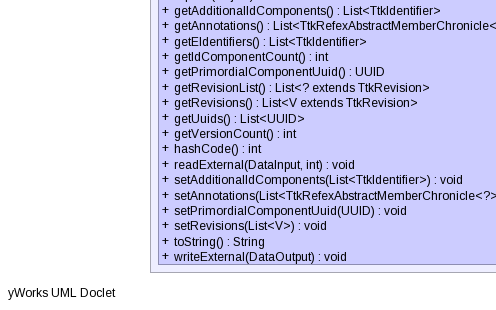 + getAdditionalIdComponents() : List<TtkIdentifier>
+ getAnnotations() : List<TtkRefexAbstractMemberChronicle<
+ getEIdentifiers() : List<TtkIdentifier>
+ getIdComponentCount() : int
+ getPrimordialComponentUuid() : UUID
+ getRevisionList() : List<? extends TtkRevision>
+ getRevisions() : List<V extends TtkRevision>
+ getUuids() : List<UUID>
+ getVersionCount() : int
+ hashCode() : int
+ readExternal(DataInput, int) : void
+ setAdditionalIdComponents(List<TtkIdentifier>) : void
+ setAnnotations(List<TtkRefexAbstractMemberChronicle<?>
+ setPrimordialComponentUuid(UUID) : void
+ setRevisions(List<V>) : void
+ toString() : String
+ writeExternal(DataOutput) : void
yWorks UML Doclet